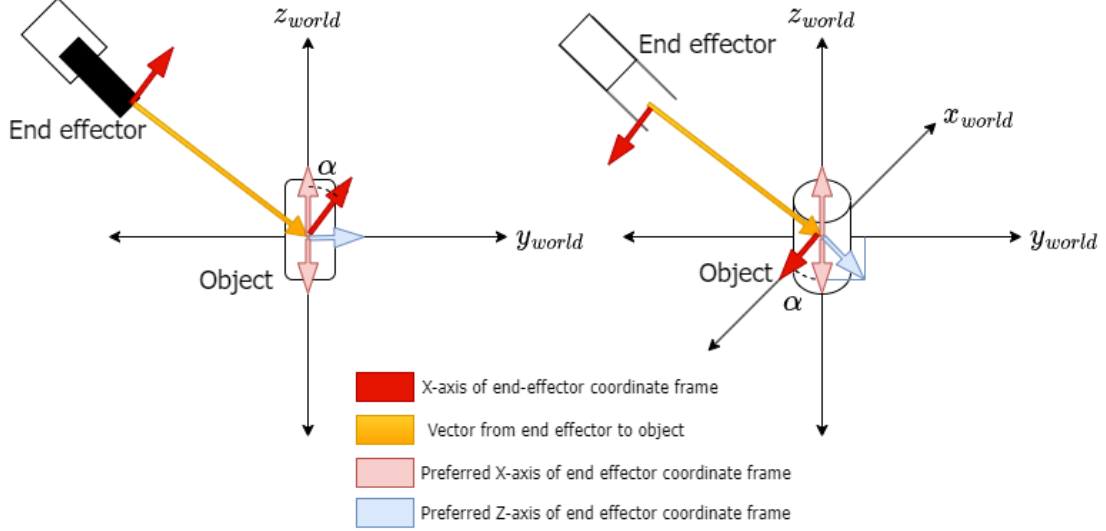 z_world
z_world
End effector
x_world
End effector
α
y_world
y_world
Object
Object
α
X-axis of end-effector coordinate frame
Vector from end effector to object
Preferred X-axis of end effector coordinate frame
Preferred Z-axis of end effector coordinate frame